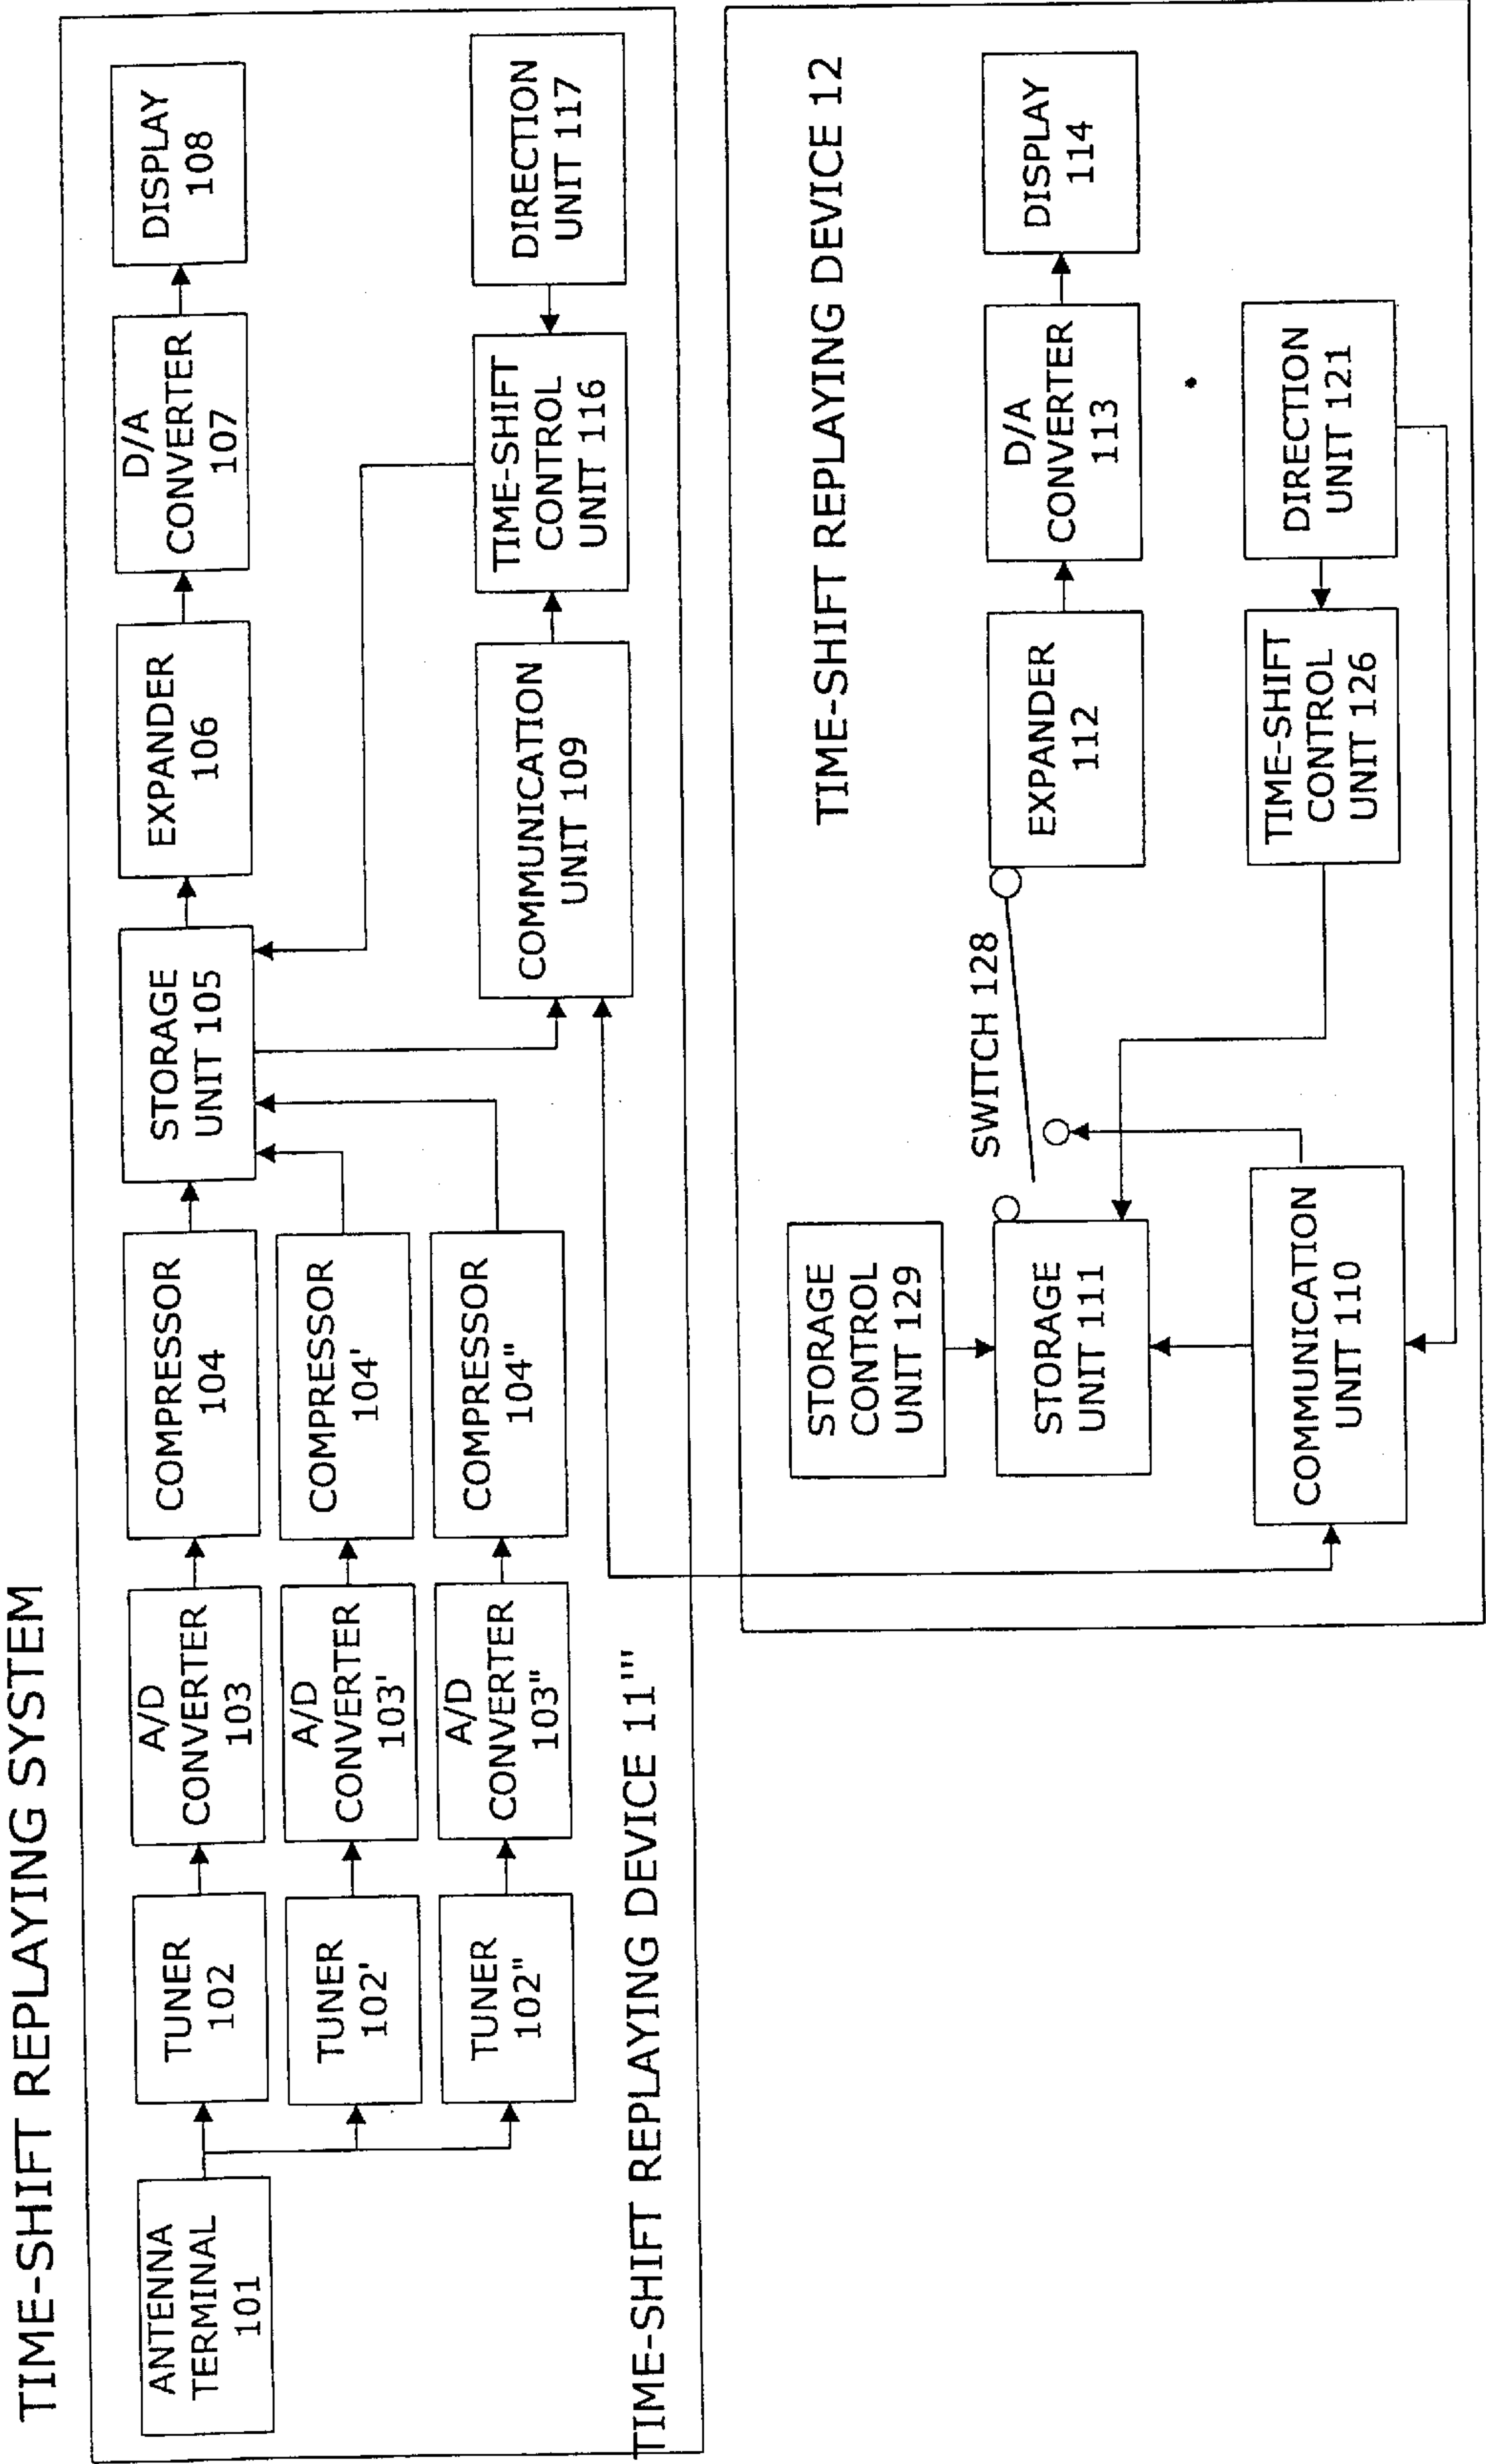 TIME-SHIFT REPLAYING SYSTEM
ANTENNA
TERMINAL
101
TUNER
102
A/D
CONVERTER
103
COMPRESSOR
104
STORAGE
UNIT 105
EXPANDER
106
D/A
CONVERTER
107
DISPLAY
108
TUNER
102'
A/D
CONVERTER
103'
COMPRESSOR
104'
TUNER
102"
A/D
CONVERTER
103"
COMPRESSOR
104"
COMMUNICATION
UNIT 109
TIME-SHIFT
CONTROL
UNIT 116
DIRECTION
UNIT 117
TIME-SHIFT REPLAYING DEVICE 11'''
TIME-SHIFT REPLAYING DEVICE 12
STORAGE
CONTROL
UNIT 129
SWITCH 128
STORAGE
UNIT 111
EXPANDER
112
D/A
CONVERTER
113
DISPLAY
114
COMMUNICATION
UNIT 110
TIME-SHIFT
CONTROL
UNIT 126
DIRECTION
UNIT 121